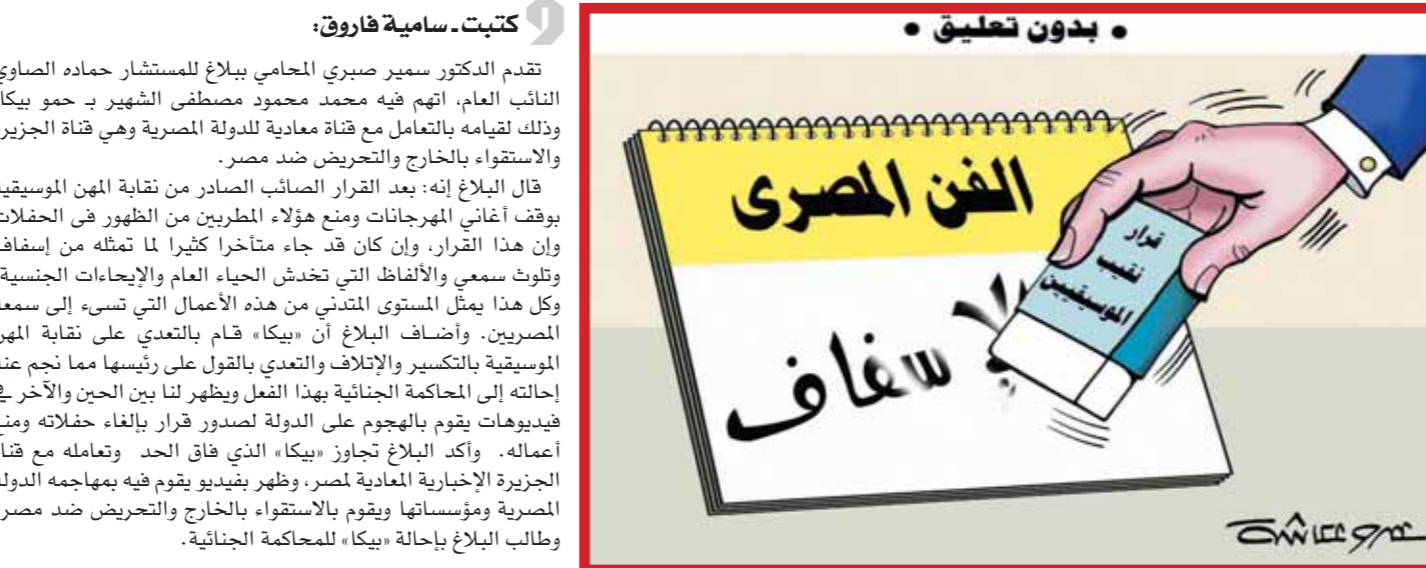 كتبت ـ سامية فاروق:
تقدم الدكتور سمير صبري المحامي ببلاغ للمستشار حماده الصاوي
النائب العام، اتهم فيه محمد محمود مصطفى الشهير بـ حمو بيكا
وذلك لقيامه بالتعامل مع قناة معادية للدولة المصرية وهي قناة الجزير
والاستقواء بالخارج والتحريض ضد مصر.
قال البلاغ إنه: بعد القرار الصائب الصادر من نقابة المهن الموسيقية
بوقف أغاني المهرجانات ومنع هؤلاء المطربين من الظهور فى الحفلات
وإن هذا القرار، وإن كان قد جاء متأخرا كثيرا لما تمثله من إسفاف
وتلوث سمعي والألفاظ التي تخدش الحياء العام والإيحاءات الجنسية
وكل هذا يمثل المستوى المتدني من هذه الأعمال التي تسىء إلى سمعة
المصريين. وأضاف البلاغ أن «بيكا» قام بالتعدي على نقابة المهن
الموسيقية بالتكسير والإتلاف والتعدي بالقول على رئيسها مما نجم عنه
إحالته إلى المحاكمة الجنائية بهذا الفعل ويظهر لنا بين الحين والآخر في
فيديوهات يقوم بالهجوم على الدولة لصدور قرار بإلغاء حفلاته ومنع
أعماله. وأكد البلاغ تجاوز «بيكا» الذي فاق الحد وتعامله مع قناة
الجزيرة الإخبارية المعادية لمصر، وظهر بفيديو يقوم فيه بمهاجمه الدولة
المصرية ومؤسساتها ويقوم بالاستقواء بالخارج والتحريض ضد مصر
وطالب البلاغ بإحالة «بيكا» للمحاكمة الجنائية.
• بدون تعليق •
الفن المصرى
الإسفاف
قرار
نقيب
الموسيقيين